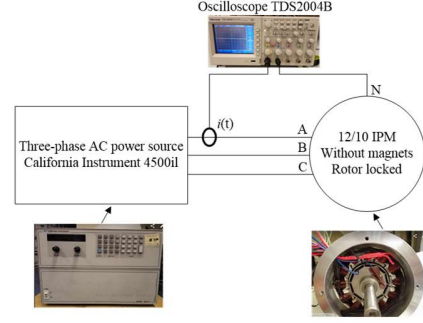 Oscilloscope TDS2004B
N
i(t)
A
B
C
Three-phase AC power source
California Instrument 4500il
12/10 IPM
Without magnets
Rotor locked